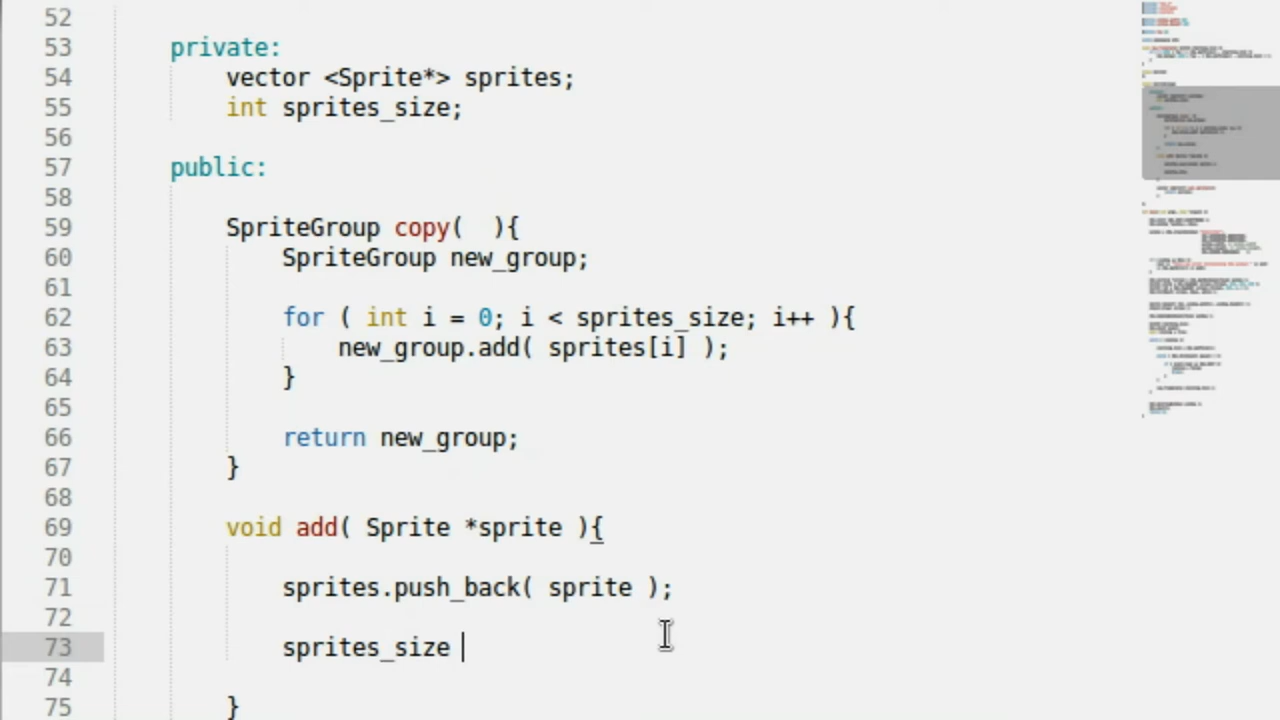 52
53 private:
54 vector <Sprite*> sprites;
55 int sprites_size;
56
57 public:
58
59 SpriteGroup copy(  ){
60 SpriteGroup new_group;
61
62 for ( int i = 0; i < sprites_size; i++ ){
63 new_group.add( sprites[i] );
64 }
65
66 return new_group;
67 }
68
69 void add( Sprite *sprite ){
70
71 sprites.push_back( sprite );
72
73 sprites_size
74
75 }